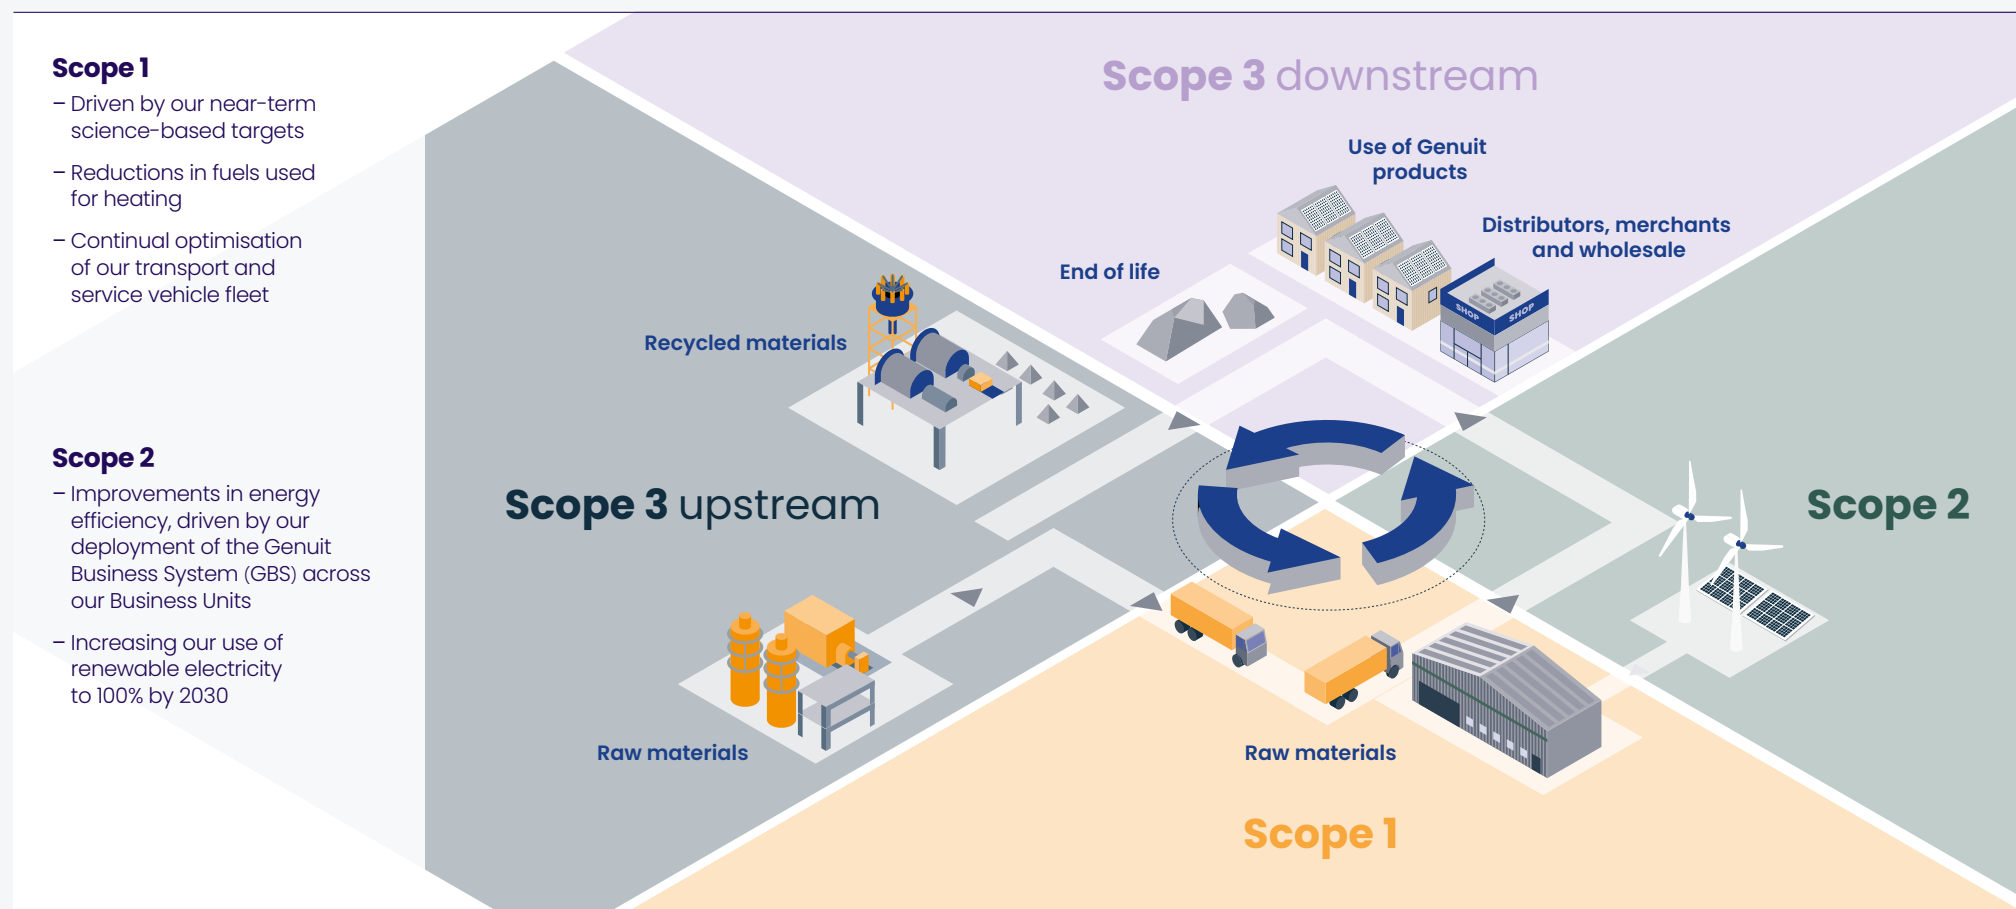 Scope 1
– Driven by our near-term
science-based targets
– Reductions in fuels used
for heating
– Continual optimisation
of our transport and
service vehicle fleet
Scope 2
– Improvements in energy
efficiency, driven by our
deployment of the Genuit
Business System (GBS) across
our Business Units
– Increasing our use of
renewable electricity
to 100% by 2030
Scope 3 downstream
Use of Genuit
products
Distributors, merchants
and wholesale
End of life
SHOP
SHOP
Recycled materials
Scope 3 upstream
Scope 2
Raw materials
Raw materials
Scope 1